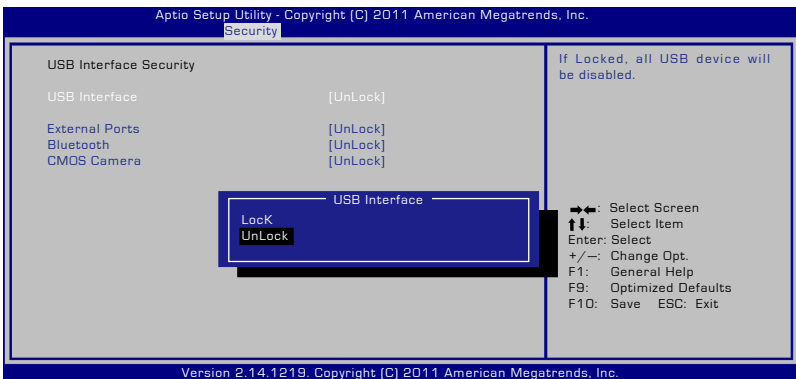 Aptio Setup Utility - Copyright (C) 2011 American Megatrends, Inc.
Security
USB Interface Security
USB Interface [UnLock]
External Ports [UnLock]
Bluetooth [UnLock]
CMOS Camera [UnLock]
USB Interface
LocK
UnLock
If Locked, all USB device will
be disabled.
→←: Select Screen
↑↓: Select Item
Enter: Select
+/—: Change Opt.
F1: General Help
F9: Optimized Defaults
F10: Save ESC: Exit
Version 2.14.1219. Copyright (C) 2011 American Megatrends, Inc.